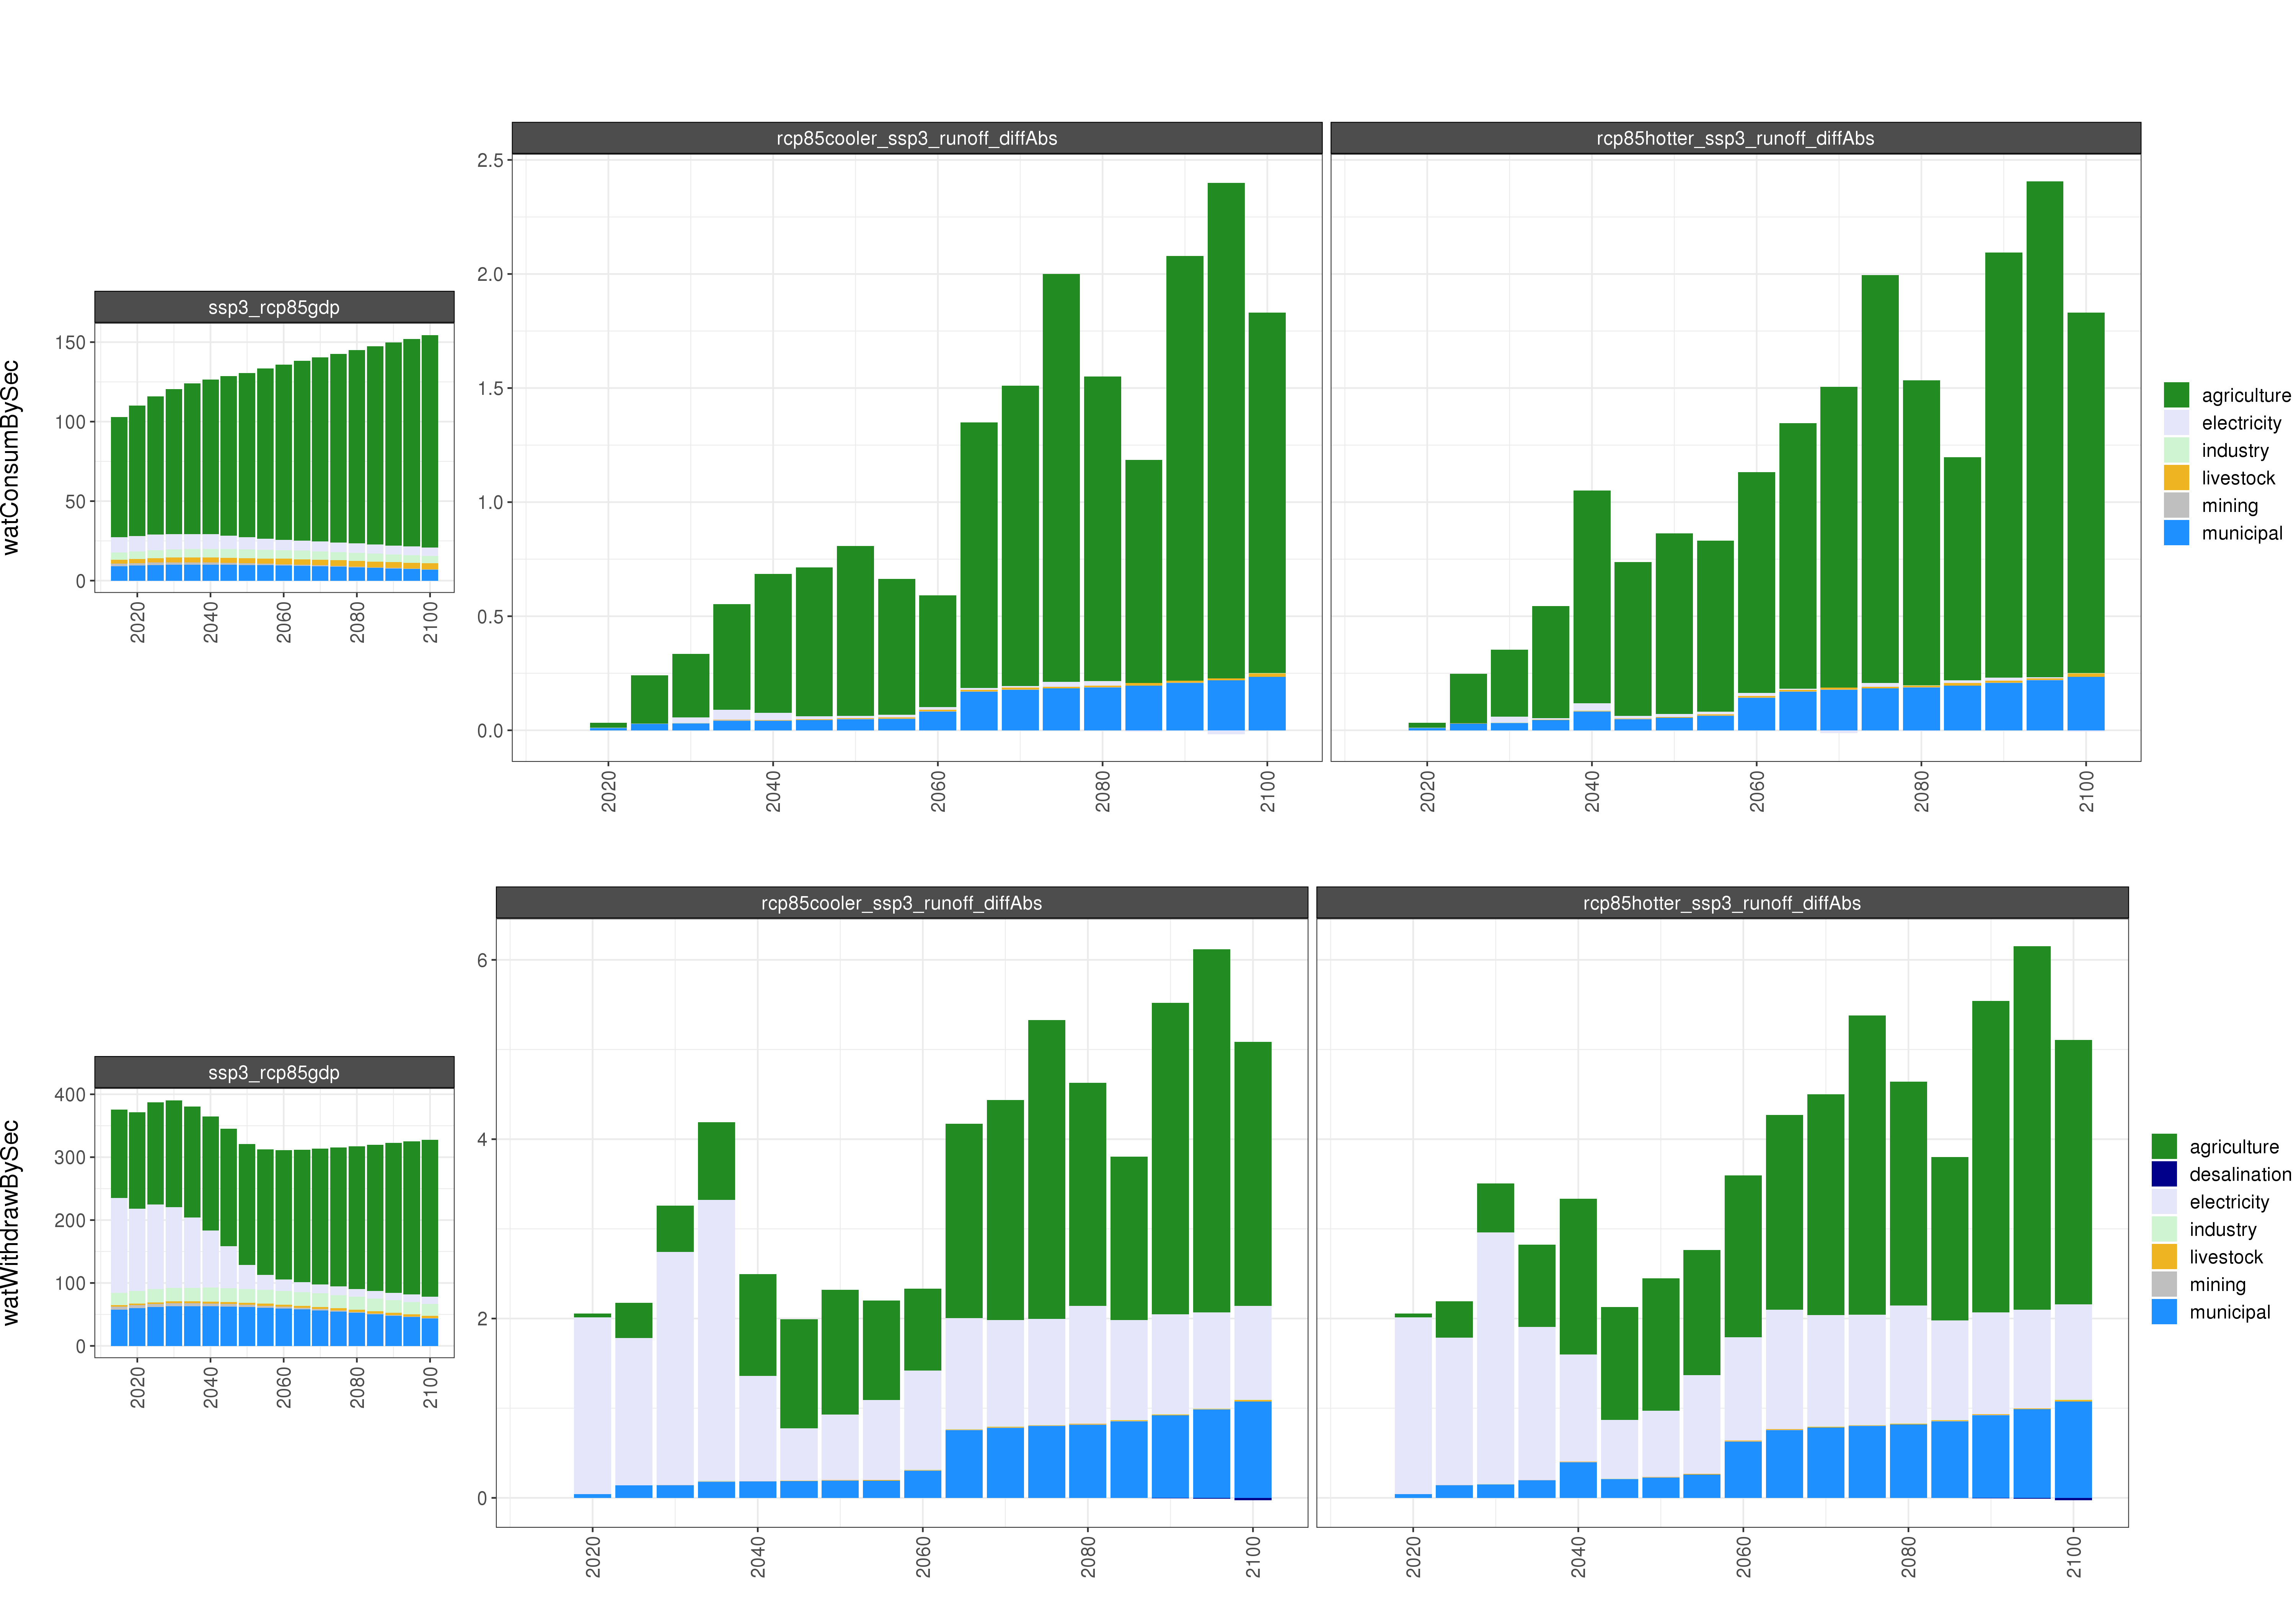 rcp85cooler_ssp3_runoff_diffAbs
rcp85hotter_ssp3_runoff_diffAbs
2.5
2.0
1.5
1.0
0.5
0.0
2020
2040
2060
2080
2100
2020
2040
2060
2080
2100
watConsumBySec
ssp3_rcp85gdp
150
100
50
0
2020
2040
2060
2080
2100
agriculture
electricity
industry
livestock
mining
municipal
rcp85cooler_ssp3_runoff_diffAbs
rcp85hotter_ssp3_runoff_diffAbs
6
4
2
0
2020
2040
2060
2080
2100
2020
2040
2060
2080
2100
watWithdrawBySec
ssp3_rcp85gdp
400
300
200
100
0
2020
2040
2060
2080
2100
agriculture
desalination
electricity
industry
livestock
mining
municipal